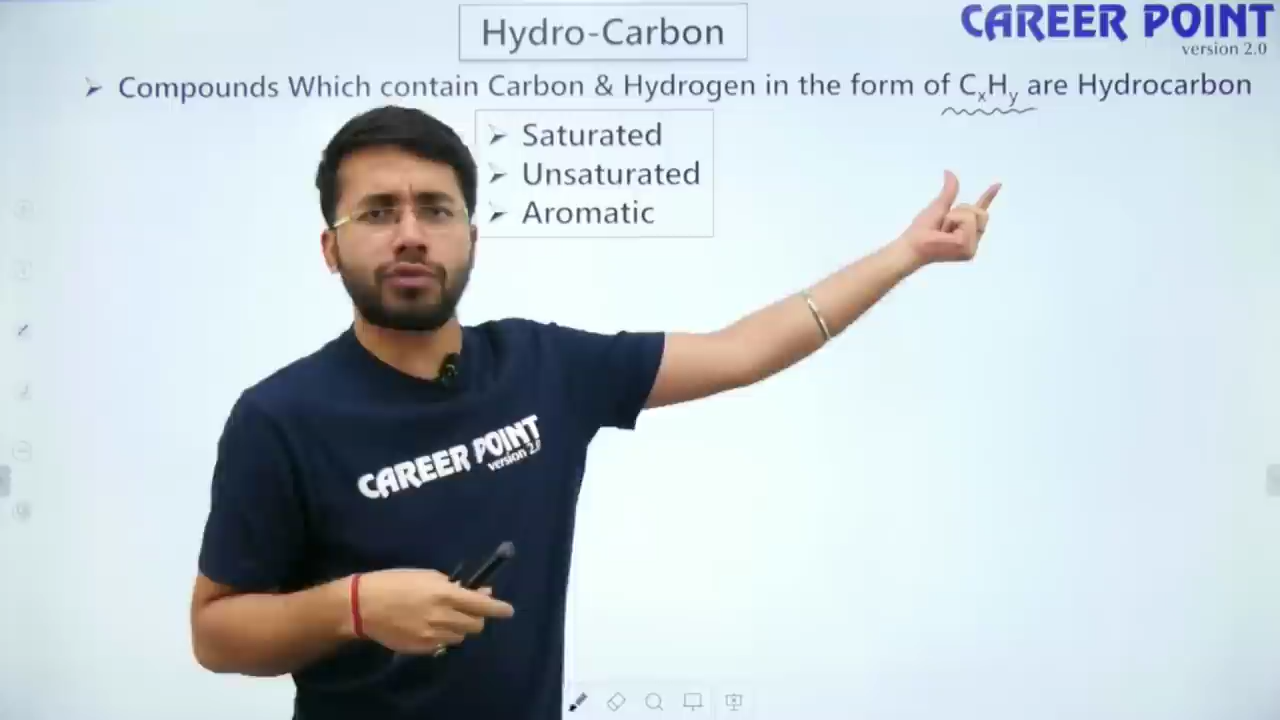 Hydro-Carbon
CAREER POINT
version 2.0
➢ Compounds Which contain Carbon & Hydrogen in the form of CₓHᵧ are Hydrocarbon
➢ Saturated
➢ Unsaturated
➢ Aromatic
CAREER POINT
version 2.0